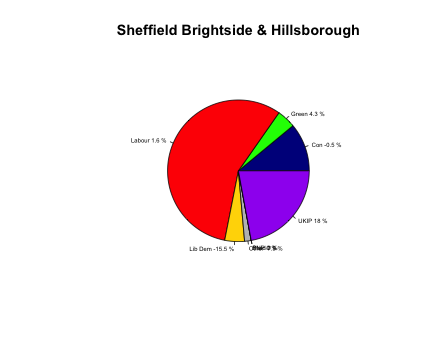 Sheffield Brightside & Hillsborough
Green 4.3 %
Con -0.5 %
Labour 1.6 %
UKIP 18 %
Lib Dem -15.5 %